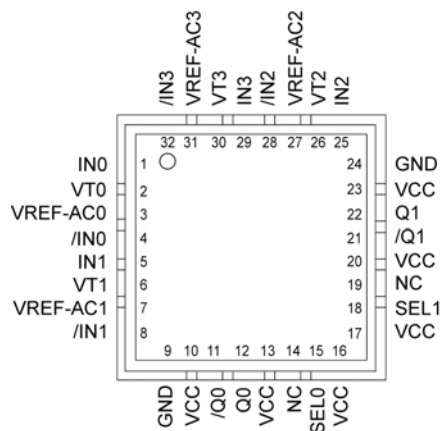 /IN3 VREF-AC3 VT3 IN3 /IN2 VREF-AC2 VT2 IN2
32 31 30 29 28 27 26 25
IN0 1 24 GND
VT0 2 23 VCC
VREF-AC0 3 22 Q1
/IN0 4 21 /Q1
IN1 5 20 VCC
VT1 6 19 NC
VREF-AC1 7 18 SEL1
/IN1 8 17 VCC
9 10 11 12 13 14 15 16
GND VCC /Q0 Q0 VCC NC SEL0 VCC